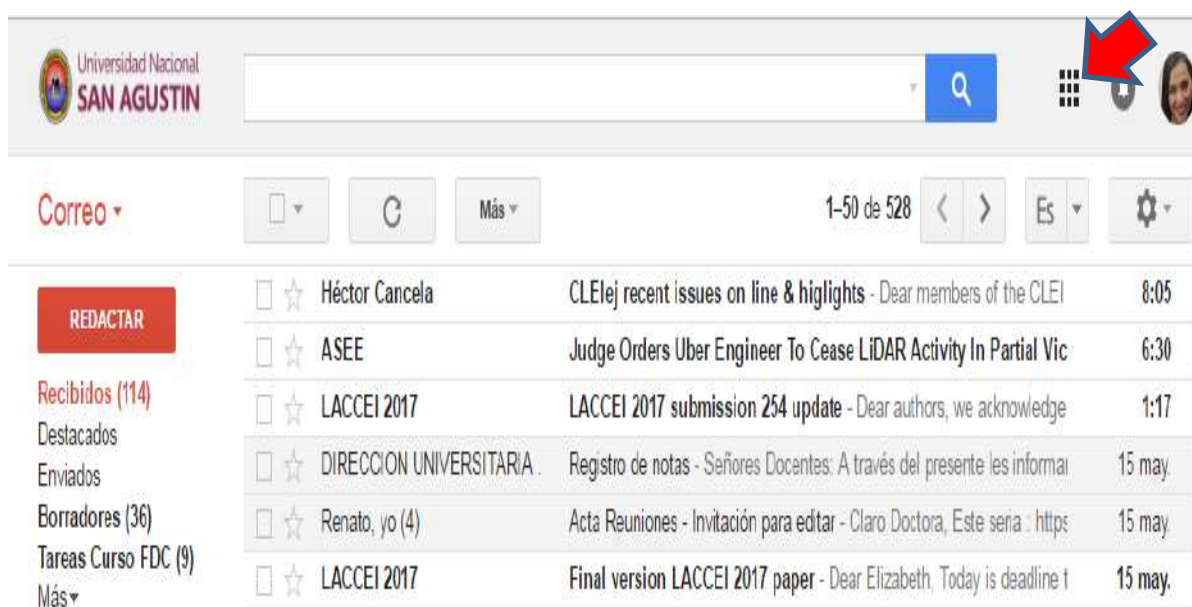 Universidad Nacional
SAN AGUSTIN
Correo
Más
1–50 de 528
Es
REDACTAR
Recibidos (114)
Destacados
Enviados
Borradores (36)
Tareas Curso FDC (9)
Más
Héctor Cancela CLEIej recent issues on line & higlights - Dear members of the CLEI 8:05
ASEE Judge Orders Uber Engineer To Cease LiDAR Activity In Partial Vic 6:30
LACCEI 2017 LACCEI 2017 submission 254 update - Dear authors, we acknowledge 1:17
DIRECCION UNIVERSITARIA . Registro de notas - Señores Docentes: A través del presente les informar 15 may.
Renato, yo (4) Acta Reuniones - Invitación para editar - Claro Doctora, Este seria : https 15 may.
LACCEI 2017 Final version LACCEI 2017 paper - Dear Elizabeth, Today is deadline t 15 may.